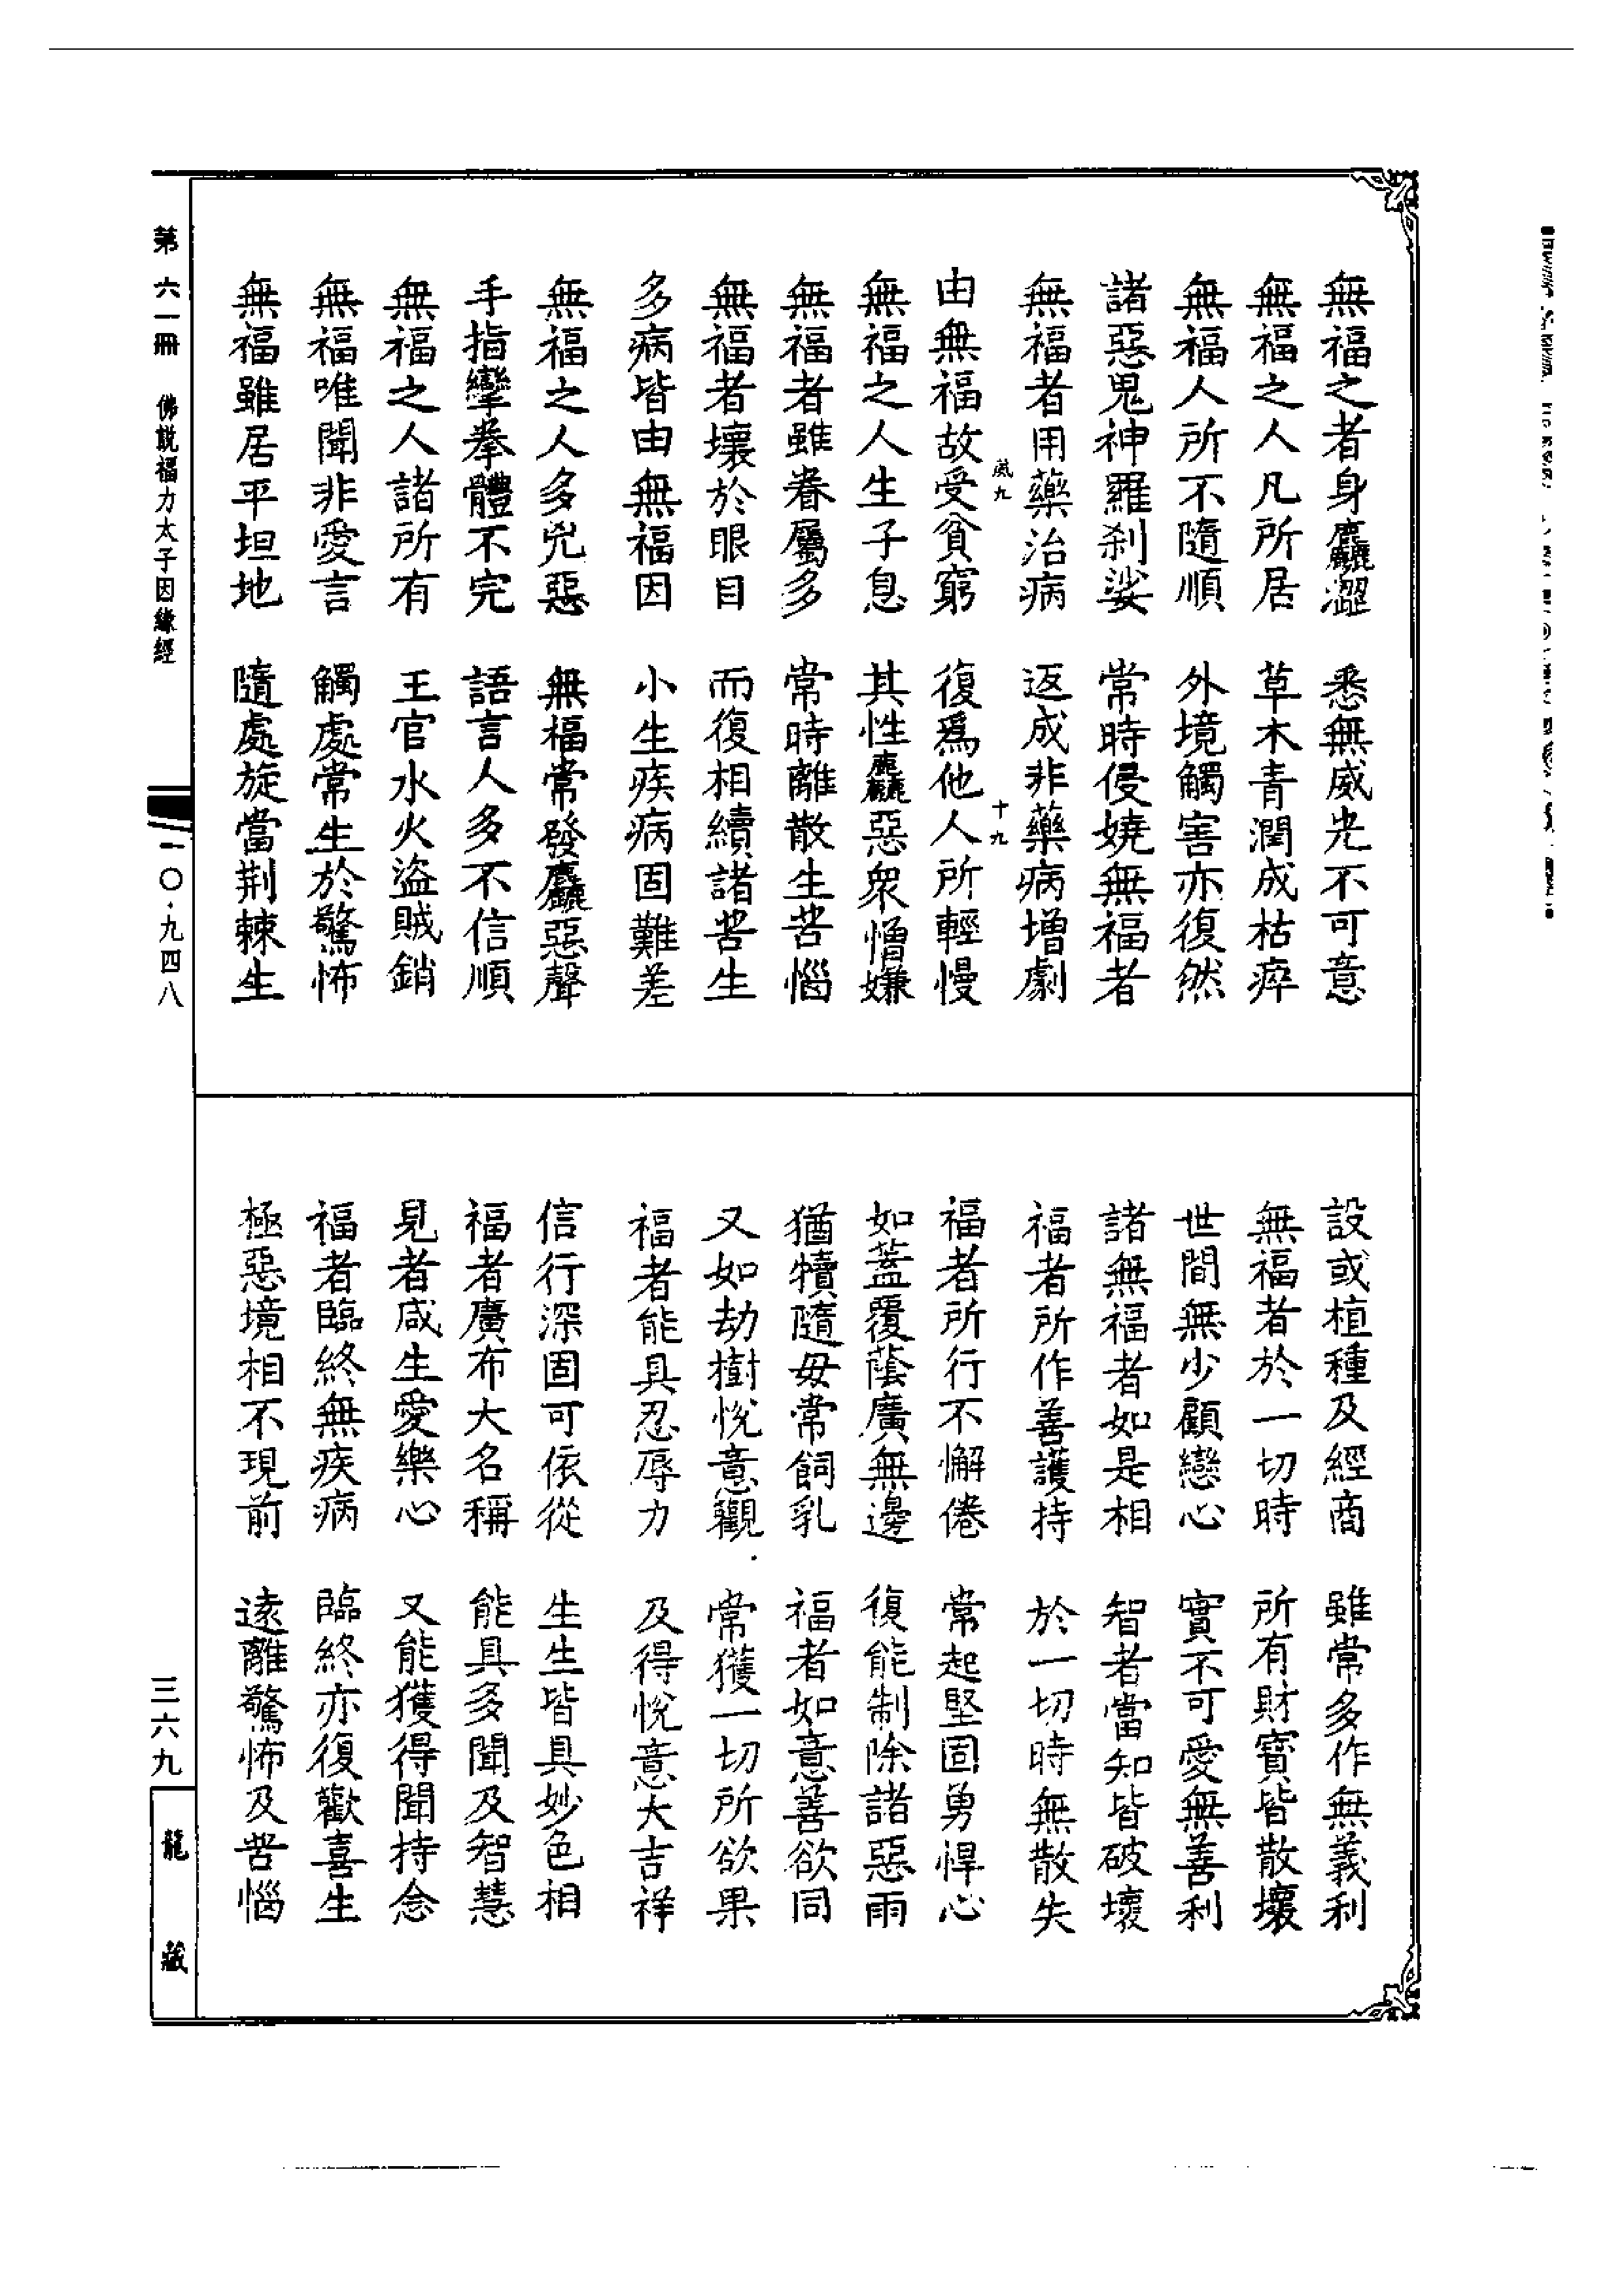 無福之者身麤澀　悉無威光不可意
無福之人凡所居　草木青潤成枯瘁
無福人所不隨順　外境觸害亦復然
諸惡鬼神羅剎娑　常時侵嬈無福者
無福者用藥治病　返成非藥病增劇
九　十九
由無福故受貧窮　復爲他人所輕慢
無福之人生子息　其性麤惡衆憎嫌
無福者雖眷屬多　常時離散生苦惱
無福者壞於眼目　而復相續諸苦生
多病皆由無福因　小生疾病固難差
無福之人多兇惡　無福常發麤惡聲
手指攣拳體不完　語言人多不信順
無福之人諸所有　王官水火盜賊銷
無福唯聞非愛言　觸處常生於驚怖
無福雖居平坦地　隨處旋當荆棘生
設或植種及經商　雖常多作無義利
無福者於一切時　所有財寶皆散壞
世間無少顧戀心　實不可愛無善利
諸無福者如是相　智者當知皆破壞
福者所作善護持　於一切時無散失
福者所行不懈倦　常起堅固勇悍心
如蓋覆蔭廣無邊　復能制除諸惡雨
猶犢隨母常飼乳　福者如意善欲同
又如劫樹悅意觀　常獲一切所欲果
福者能具忍辱力　及得悅意大吉祥
信行深固可依從　生生皆具妙色相
福者廣布大名稱　能具多聞及智慧
見者咸生愛樂心　又能獲得聞持念
福者臨終無疾病　臨終亦復歡喜生
極惡境相不現前　遠離驚怖及苦惱
第六一冊　佛説福力太子因緣經
一〇·九四八
三六九
龍藏